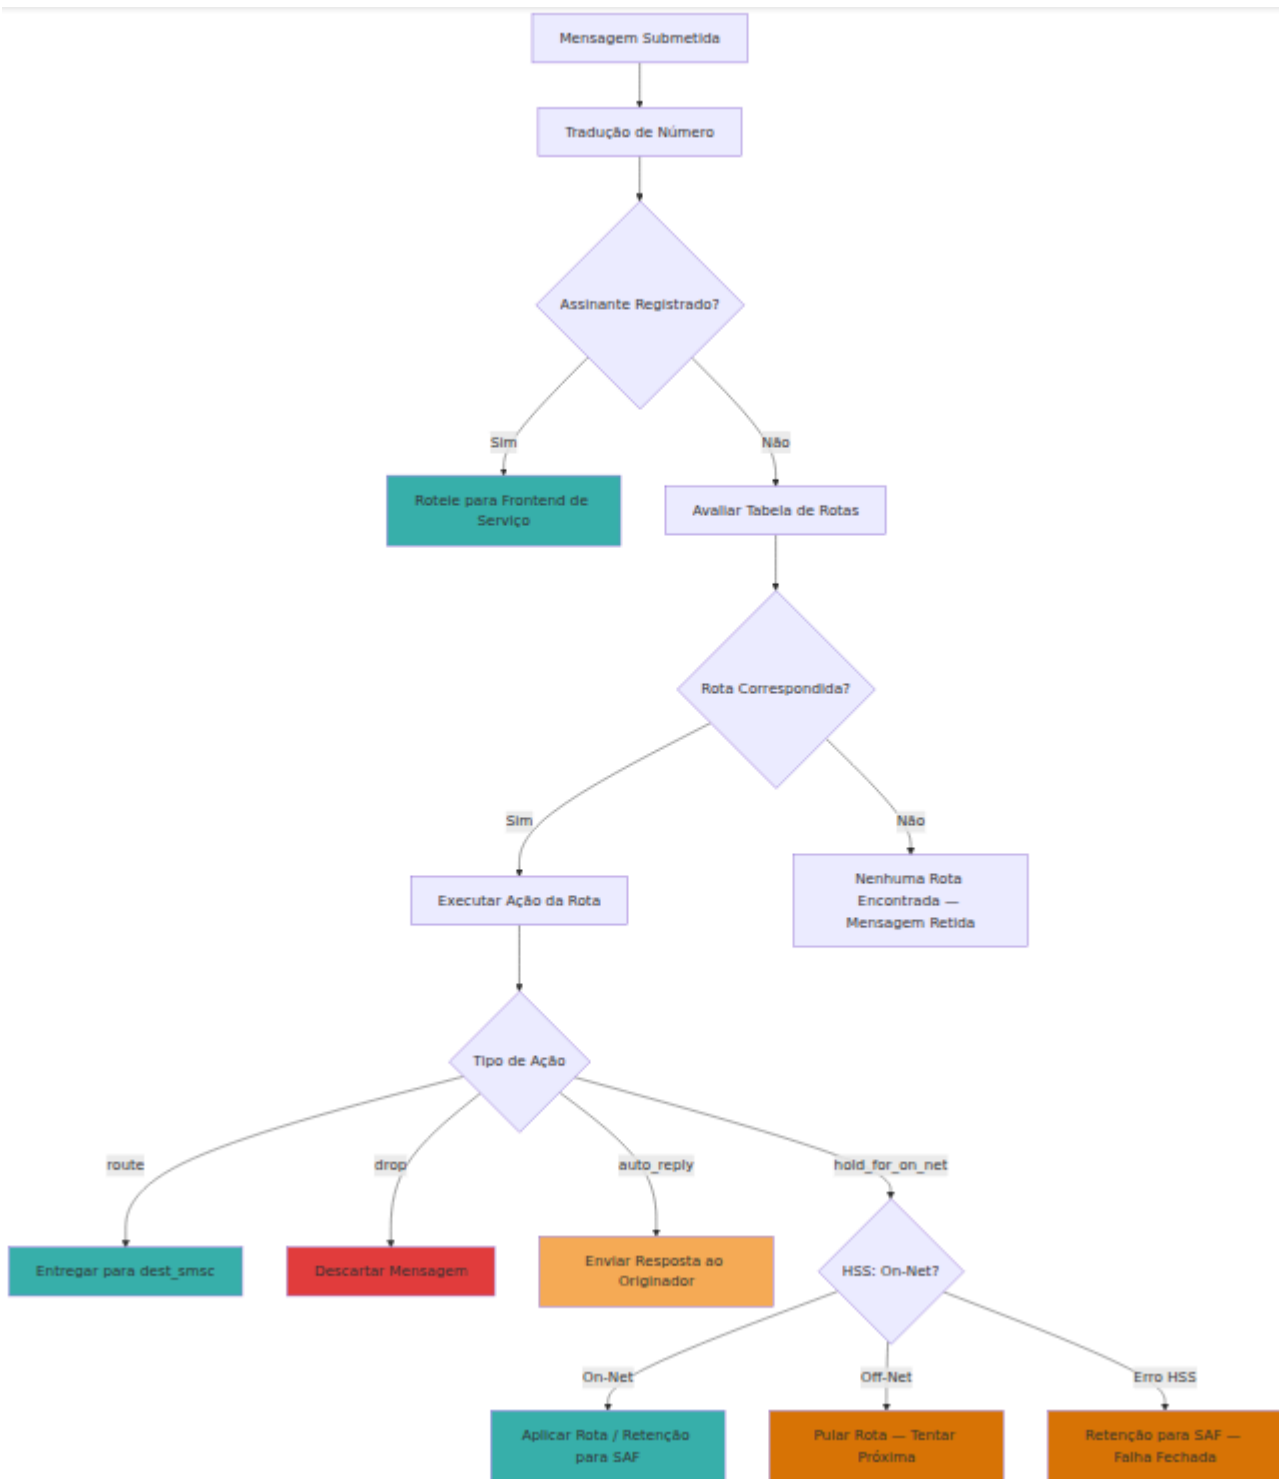 Mensagem Submetida
Tradução de Número
Assinante Registrado?
Sim
Não
Roteie para Frontend de
Serviço
Avaliar Tabela de Rotas
Rota Correspondida?
Sim
Não
Executar Ação da Rota
Nenhuma Rota
Encontrada —
Mensagem Retida
Tipo de Ação
route
drop
auto_reply
hold_for_on_net
Entregar para dest_smsc
Descartar Mensagem
Enviar Resposta ao
Originador
HSS: On-Net?
On-Net
Off-Net
Erro HSS
Aplicar Rota / Retenção
para SAF
Pular Rota — Tentar
Próxima
Retenção para SAF —
Falha Fechada